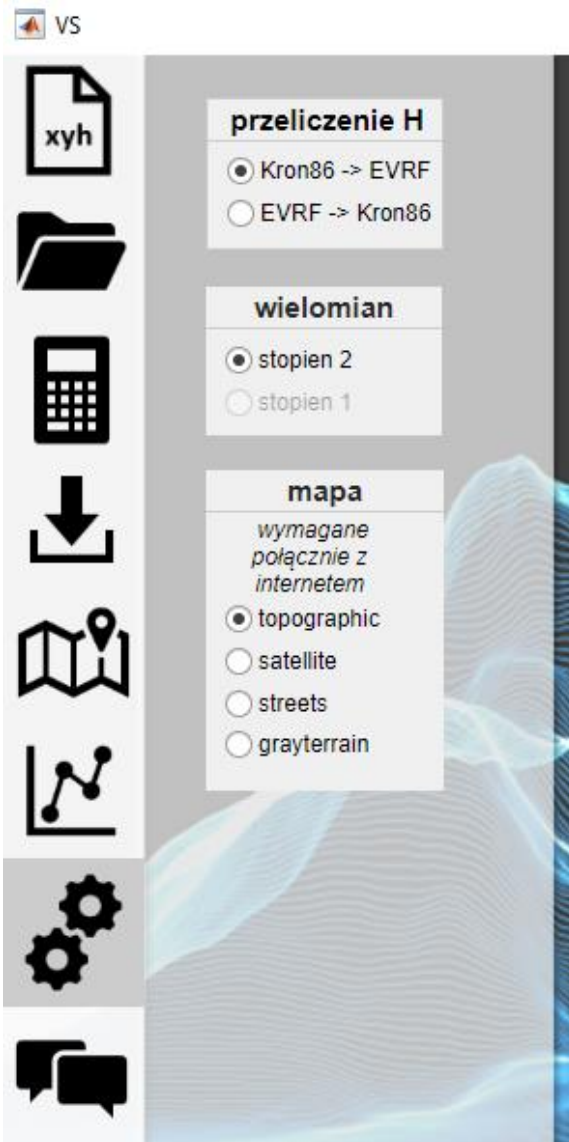 VS
xyh
przeliczenie H
Kron86 -> EVRF
EVRF -> Kron86
wielomian
stopien 2
stopien 1
mapa
wymagane
połącznie z
internetem
topographic
satellite
streets
grayterrain